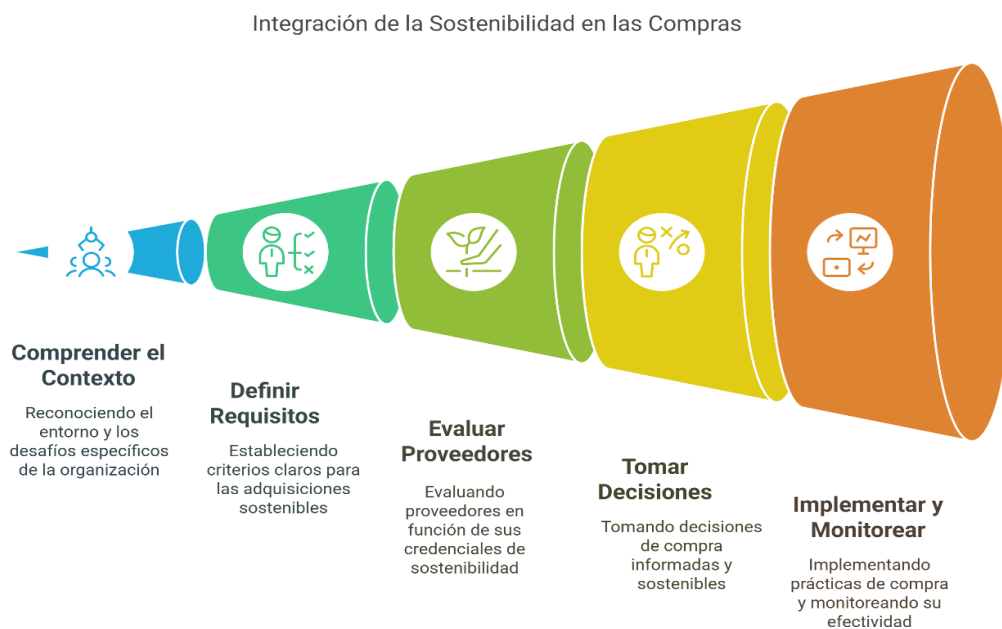 Integración de la Sostenibilidad en las Compras
Comprender el
Contexto
Reconociendo el
entorno y los
desafíos específicos
de la organización
Definir
Requisitos
Estableciendo
criterios claros para
las adquisiciones
sostenibles
Evaluar
Proveedores
Evaluando
proveedores en
función de sus
credenciales de
sostenibilidad
Tomar
Decisiones
Tomando decisiones
de compra
informadas y
sostenibles
Implementar y
Monitorear
Implementando
prácticas de compra
y monitoreando su
efectividad